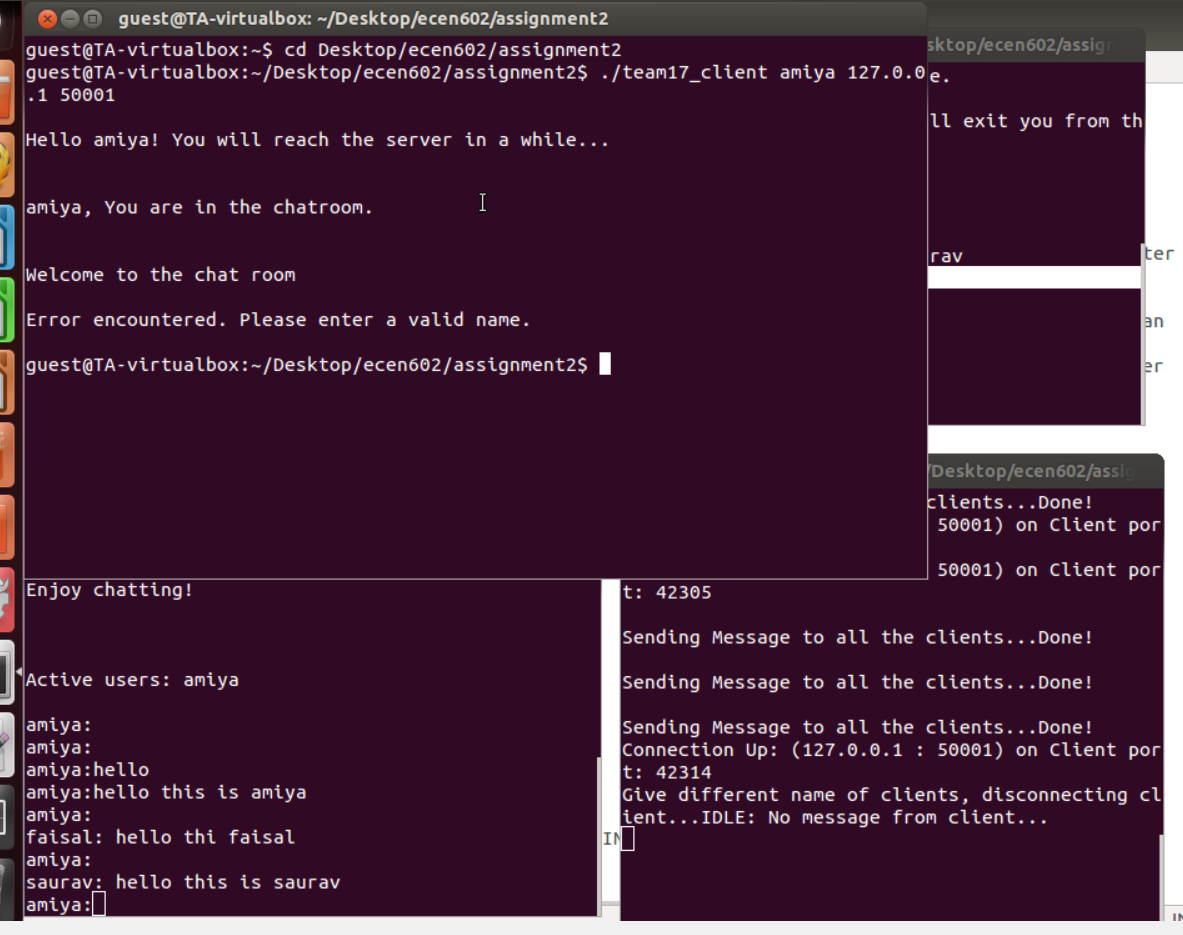 guest@TA-virtualbox: ~/Desktop/ecen602/assignment2
guest@TA-virtualbox:~$ cd Desktop/ecen602/assignment2
guest@TA-virtualbox:~/Desktop/ecen602/assignment2$ ./team17_client amiya 127.0.0
.1 50001
Hello amiya! You will reach the server in a while...
amiya, You are in the chatroom.
Welcome to the chat room
Error encountered. Please enter a valid name.
guest@TA-virtualbox:~/Desktop/ecen602/assignment2$
sktop/ecen602/assign
e.
ll exit you from th
rav
ter
an
er
Enjoy chatting!
Active users: amiya
amiya:
amiya:
amiya:hello
amiya:hello this is amiya
amiya:
faisal: hello thi faisal
amiya:
saurav: hello this is saurav
amiya:
/Desktop/ecen602/assig
clients...Done!
50001) on Client por
50001) on Client por
t: 42305
Sending Message to all the clients...Done!
Sending Message to all the clients...Done!
Sending Message to all the clients...Done!
Connection Up: (127.0.0.1 : 50001) on Client por
t: 42314
Give different name of clients, disconnecting cl
ient...IDLE: No message from client...
IN